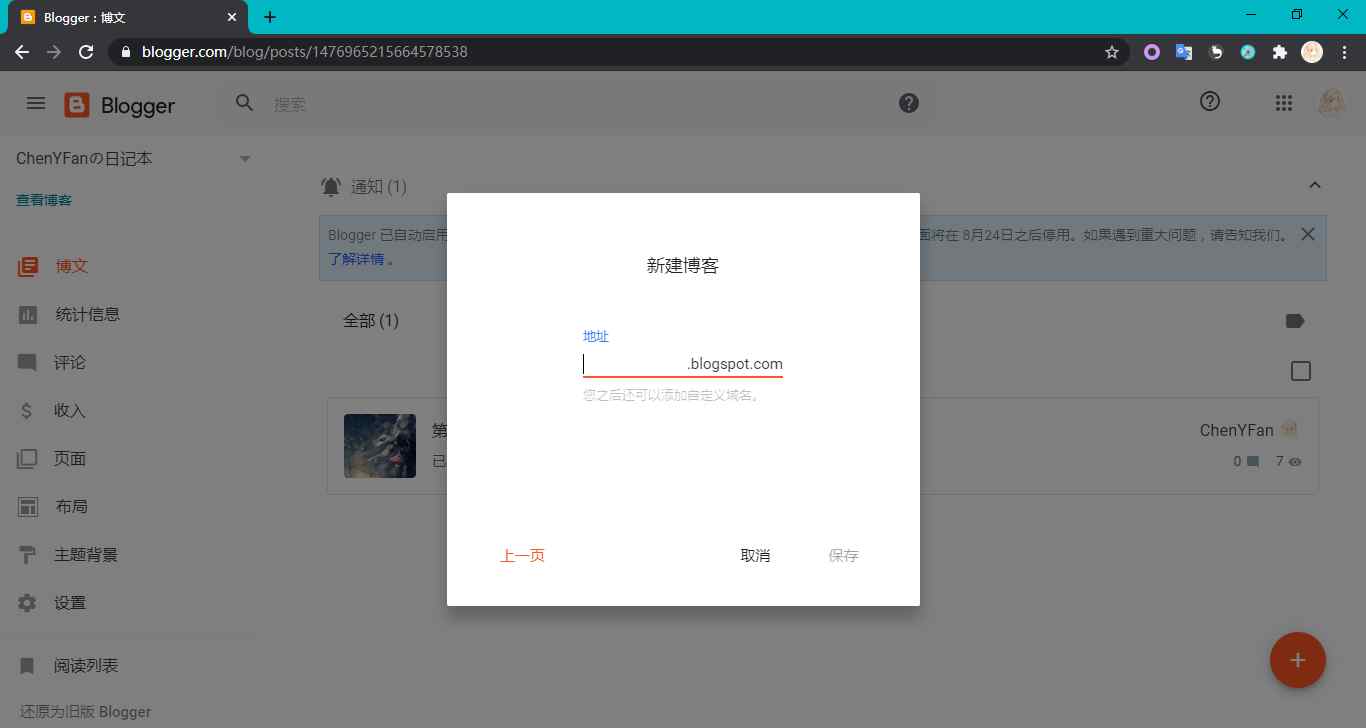 Blogger : 博文
blogger.com/blog/posts/1476965215664578538
Blogger
搜索
ChenYFanの日记本
查看博客
通知 (1)
Blogger 已自动启用
面将在 8月24日之后停用。如果遇到重大问题，请告知我们。
了解详情 。
博文
统计信息
评论
收入
页面
布局
主题背景
设置
阅读列表
还原为旧版 Blogger
全部 (1)
第
已
ChenYFan
0
7
新建博客
地址
.blogspot.com
您之后还可以添加自定义域名。
上一页
取消
保存